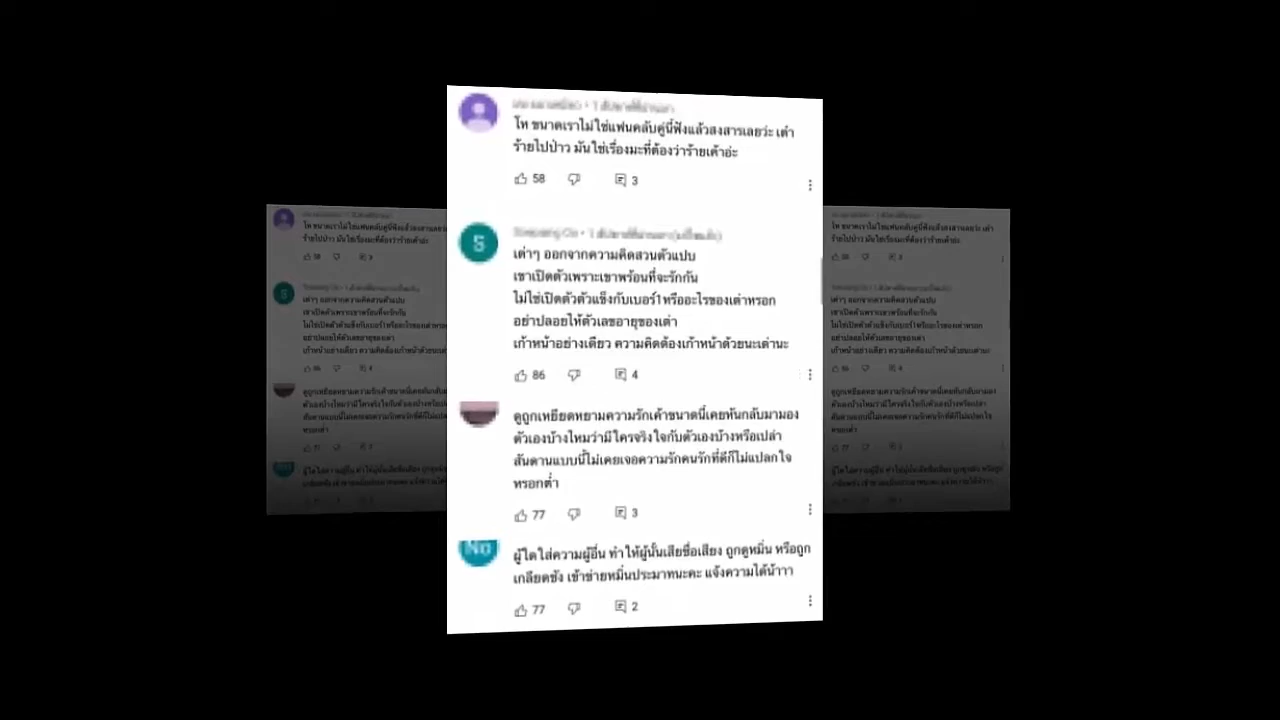 โห ขนาดเราไม่ใช่แฟนคลับคู่นี้ฟังแล้วสงสารเลยว่ะ เต๋า
ร้ายไปป่าว มันใช่เรื่องมะที่ต้องว่าร้ายเค้าอ่ะ
58
3
S
เต่าๆ ออกจากความคิดสวนตัวแปบ
เขาเปิดตัวเพราะเขาพร้อนที่จะรักกัน
ไม่ใช่เปิดตัวตัวแข็งกับเบอร์1หรืออะไรของเต่าหรอก
อย่าปลอยให้ตัวเลขอายุของเต่า
เก้าหน้าอย่างเดียว ความคิดต้องเก้าหน้าด้วยนะเด่านะ
86
4
ดูถูกเหยียดหยามความรักเค้าขนาดนี้เคยหันกลับมามอง
ตัวเองบ้างไหมว่ามีใครจริงใจกับตัวเองบ้างหรือเปล่า
สันดานแบบนี้ไม่เคยเจอความรักคนรักที่ดีก็ไม่แปลกใจ
หรอกต่ำ
77
3
No
ผู้ใดใส่ความผู้อื่น ทำให้ผู้นั้นเสียชื่อเสียง ถูกดูหมิ่น หรือถูก
เกลียดชัง เข้าข่ายหมิ่นประมาทนะคะ แจ้งความได้น้าาา
77
2